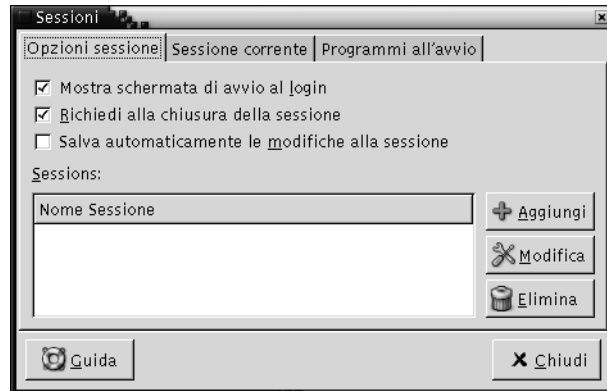 Sessioni
Opzioni sessione Sessione corrente Programmi all'avvio
Mostra schermata di avvio al login
Richiedi alla chiusura della sessione
Salva automaticamente le modifiche alla sessione
Sessions:
Nome Sessione
Aggiungi
Modifica
Elimina
Guida Chiudi